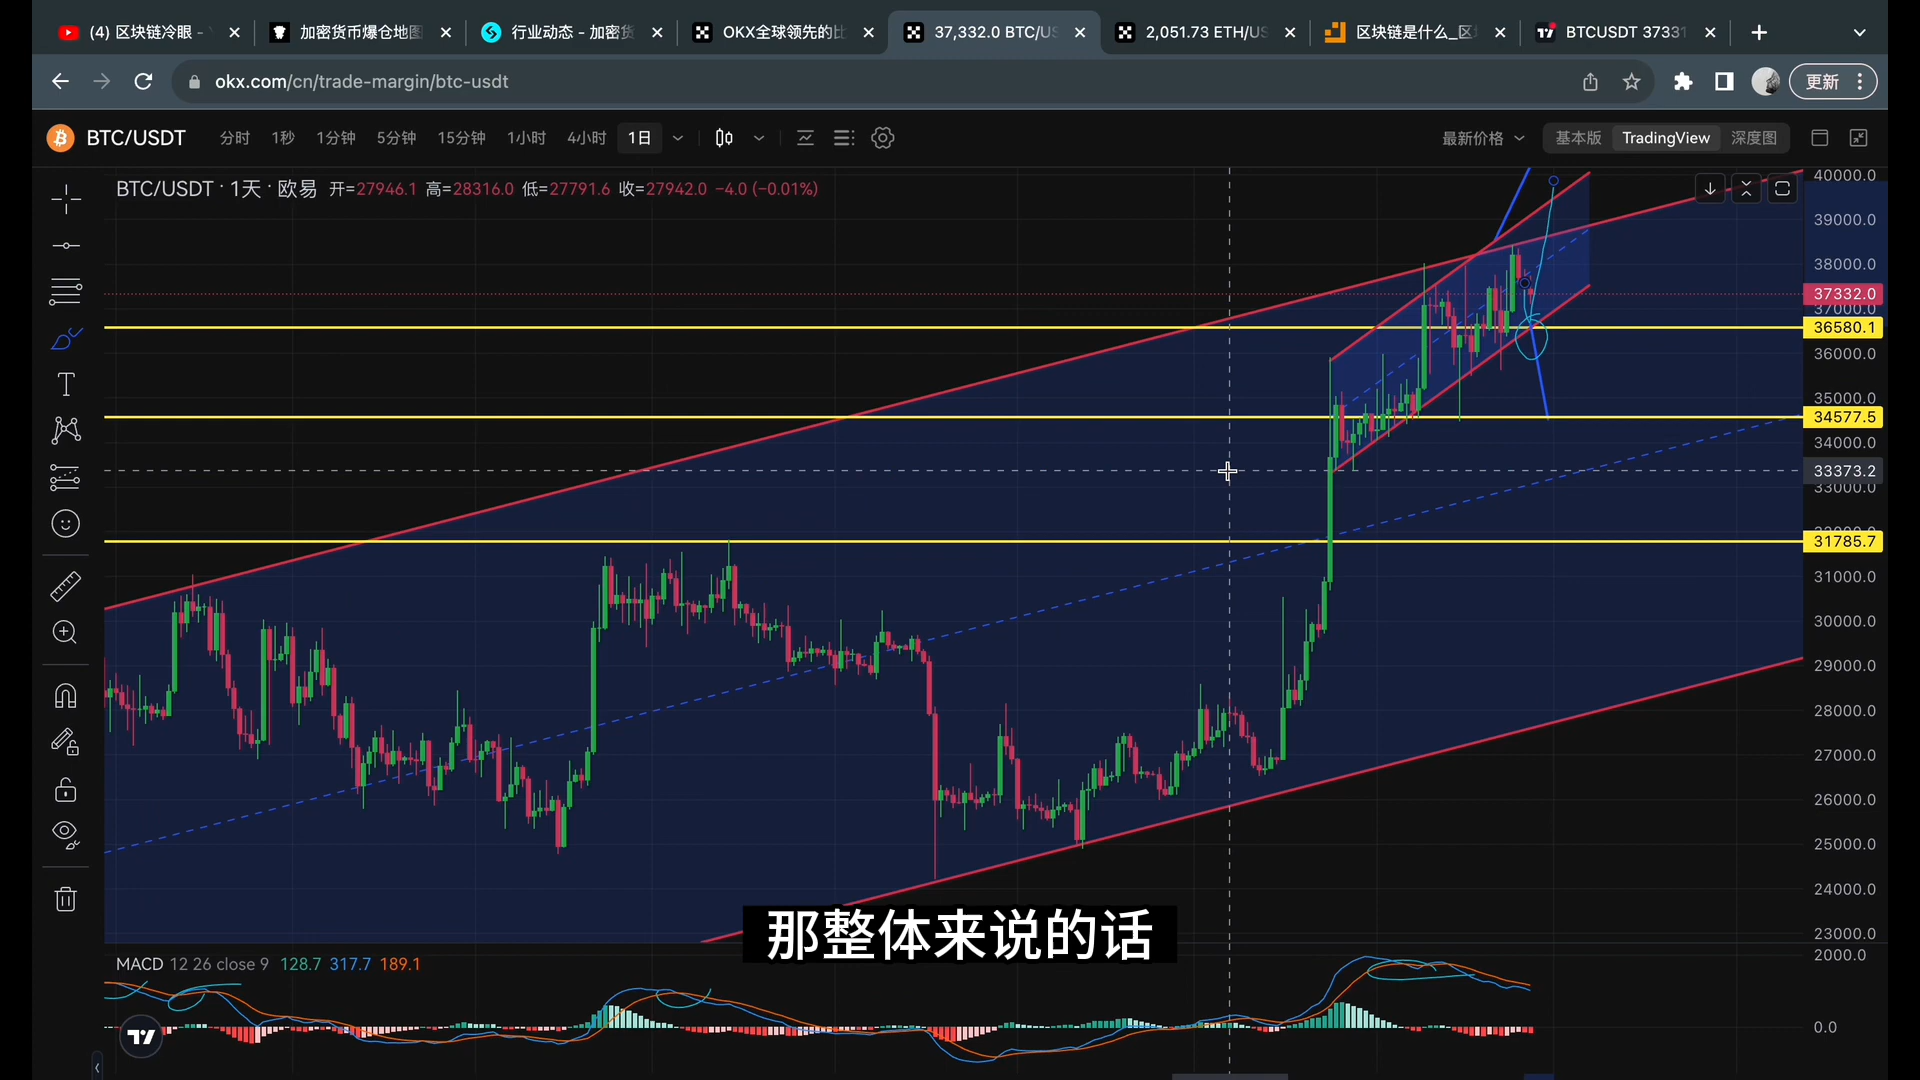 (4) 区块链冷眼 -
加密货币爆仓地图
行业动态 - 加密货
OKX全球领先的比
37,332.0 BTC/US
2,051.73 ETH/US
区块链是什么_区
BTCUSDT 37331
okx.com/cn/trade-margin/btc-usdt
更新
BTC/USDT 分时 1秒 1分钟 5分钟 15分钟 1小时 4小时 1日
最新价格 基本版 TradingView 深度图
BTC/USDT · 1天 · 欧易 开=27946.1 高=28316.0 低=27791.6 收=27942.0 −4.0 (−0.01%)
40000.0
39000.0
38000.0
37332.0
37000.0
36580.1
36000.0
35000.0
34577.5
34000.0
33373.2
33000.0
32000.0
31785.7
31000.0
30000.0
29000.0
28000.0
27000.0
26000.0
25000.0
24000.0
23000.0
那整体来说的话
MACD 12 26 close 9 128.7 317.7 189.1
2000.0
0.0